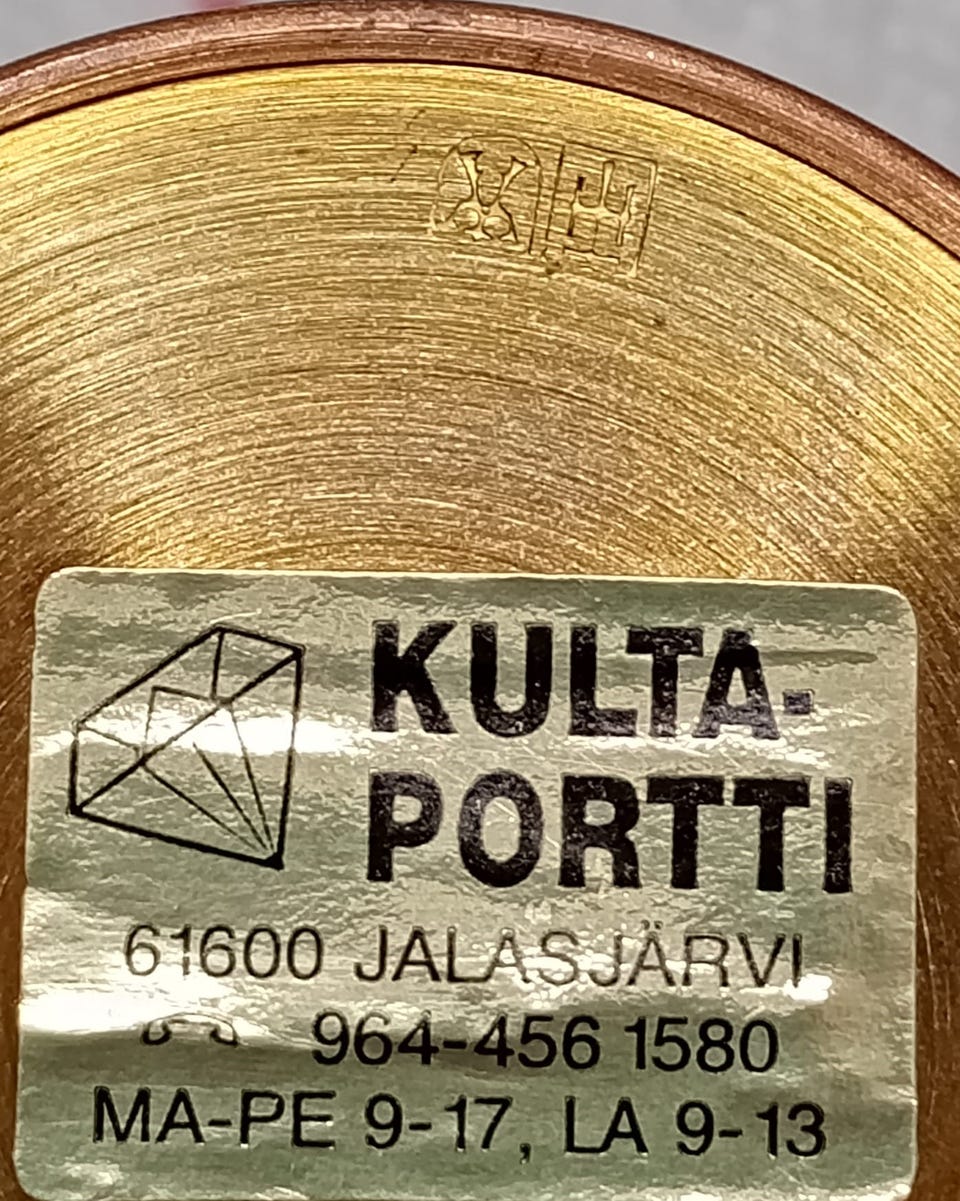 KULTA-
PORTTI
61600 JALASJÄRVI
964-456 1580
MA-PE 9-17, LA 9-13